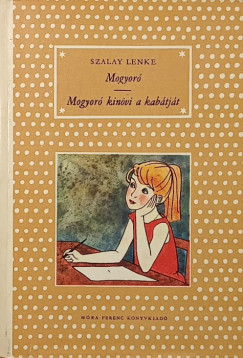 SZALAY LENKE
Mogyoró
Mogyoró kinövi a kabátját
MÓRA FERENC KÖNYVKIADÓ